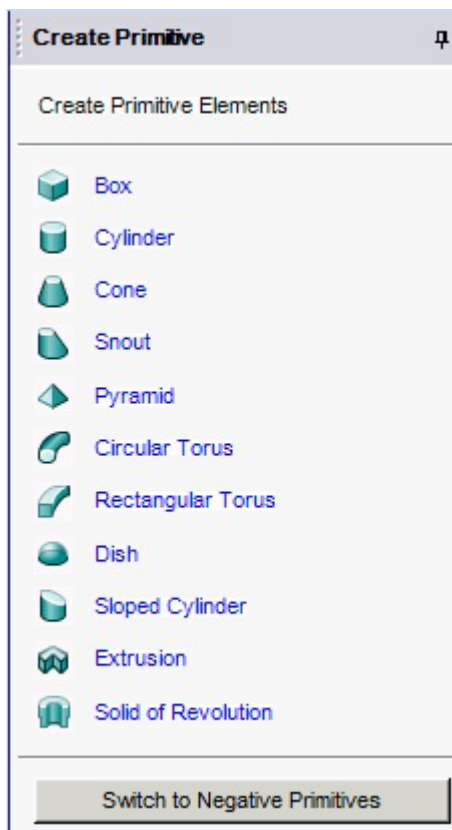 Create Primitive
Create Primitive Elements
Box
Cylinder
Cone
Snout
Pyramid
Circular Torus
Rectangular Torus
Dish
Sloped Cylinder
Extrusion
Solid of Revolution
Switch to Negative Primitives